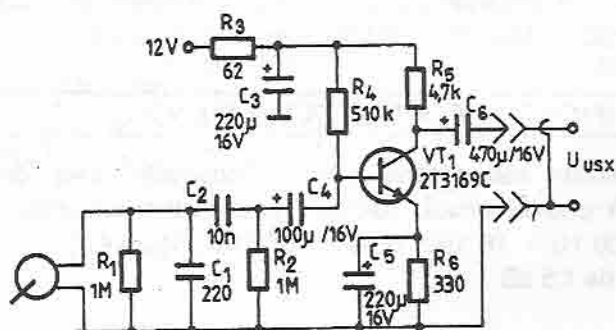 R3
12V
62
C3
220µ
16V
R4
510k
R5
4,7k
C6
470µ/16V
VT1
2T3169C
Uusx
C2
10n
C4
100µ/16V
R1
1M
C1
220
R2
1M
C5
220µ
16V
R6
330